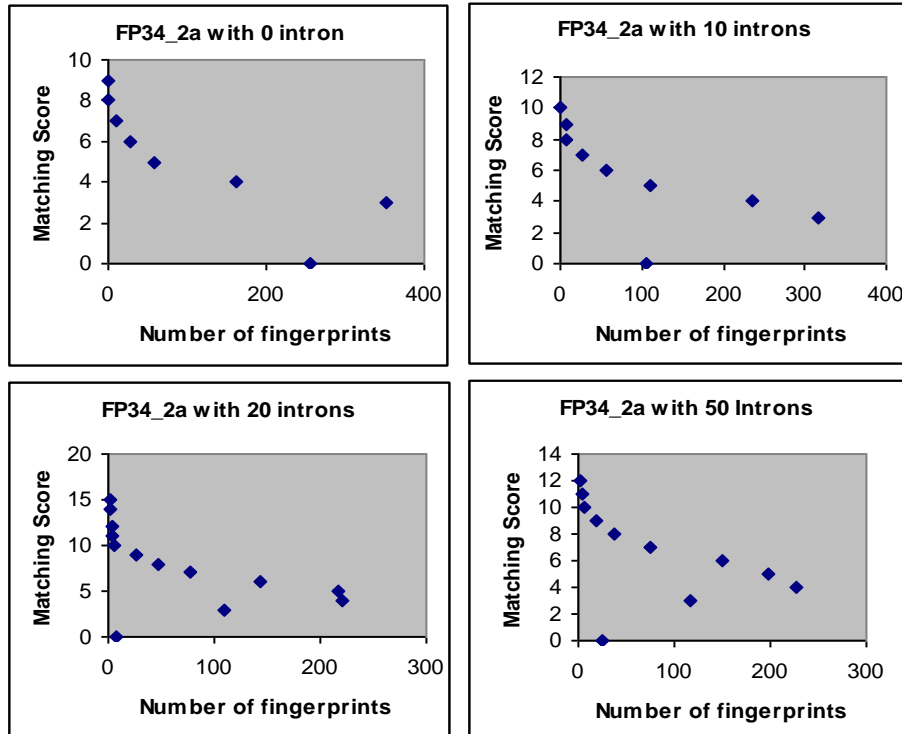 FP34_2a with 0 intron
Matching Score
10
8
6
4
2
0
0 200 400
Number of fingerprints
FP34_2a with 10 introns
Matching Score
12
10
8
6
4
2
0
0 100 200 300 400
Number of fingerprints
FP34_2a with 20 introns
Matching Score
20
15
10
5
0
0 100 200 300
Number of fingerprints
FP34_2a with 50 Introns
Matching Score
14
12
10
8
6
4
2
0
0 100 200 300
Number of fingerprints